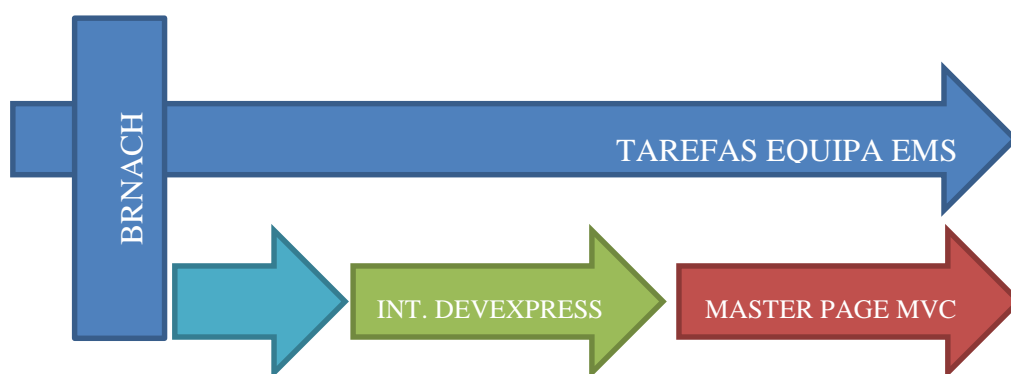 BRNACH
TAREFAS EQUIPA EMS
INT. DEVEXPRESS
MASTER PAGE MVC